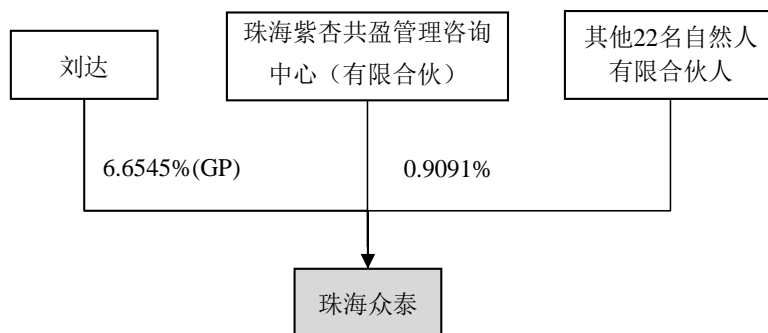 刘达
珠海紫杏共盈管理咨询
中心（有限合伙）
其他22名自然人
有限合伙人
6.6545%(GP)
0.9091%
珠海众泰